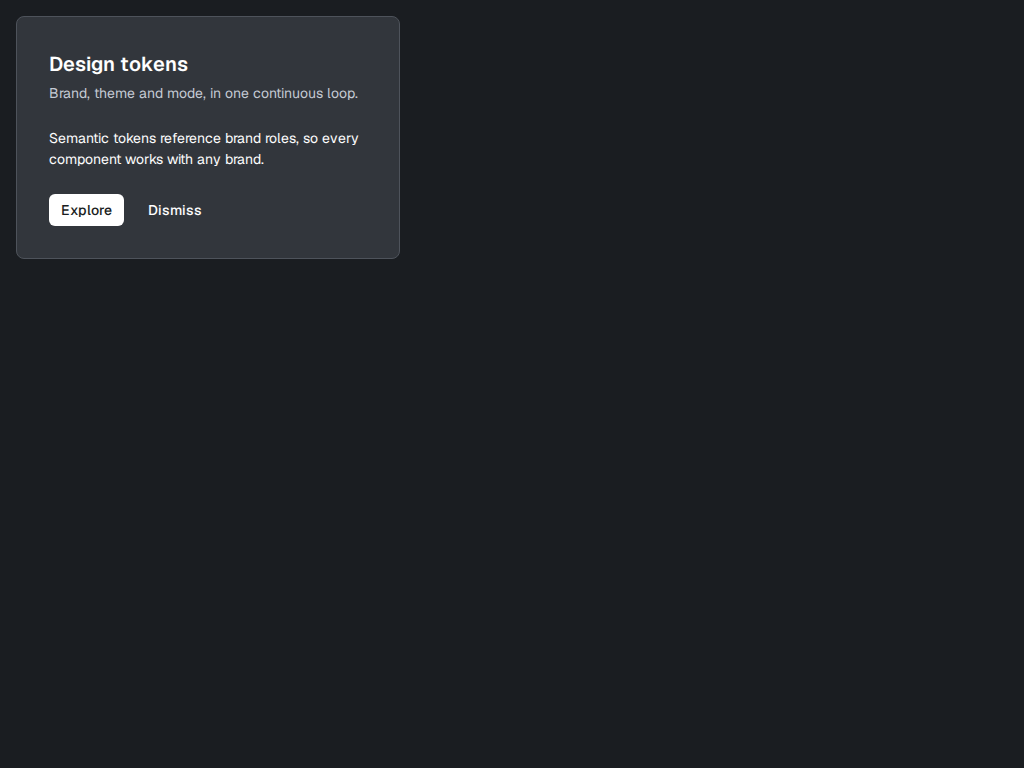 Design tokens
Brand, theme and mode, in one continuous loop.
Semantic tokens reference brand roles, so every
component works with any brand.
Explore
Dismiss